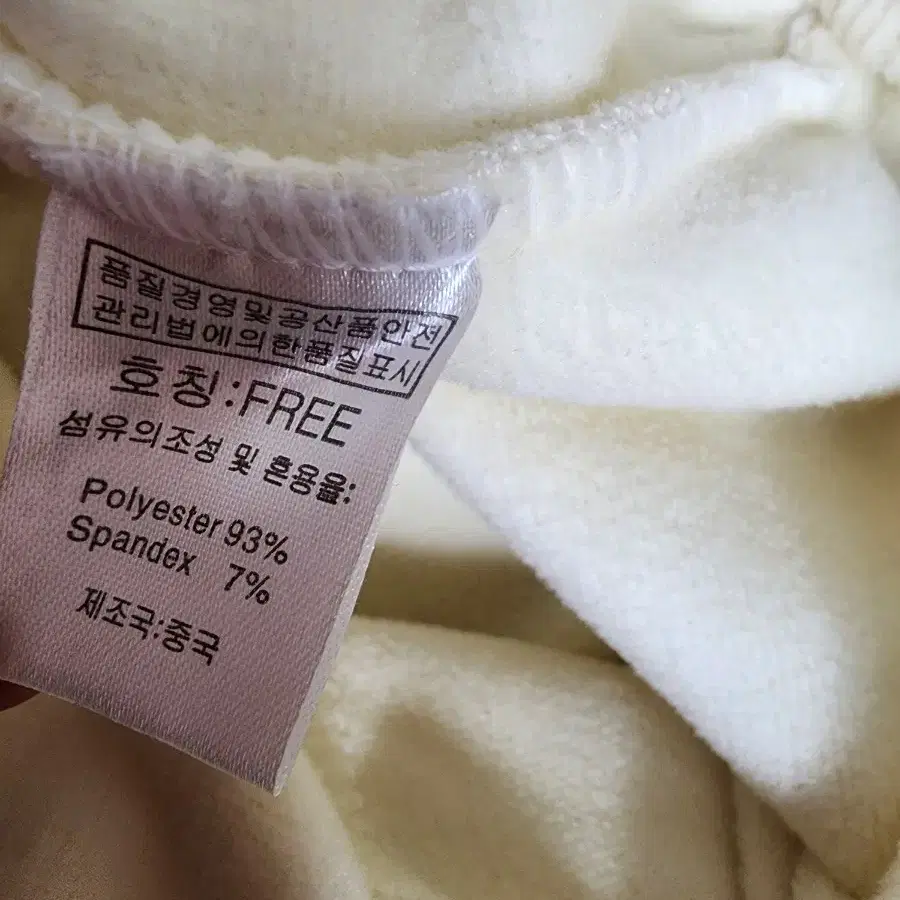 품질경영및공산품안전
관리법에의한품질표시
호칭:FREE
섬유의조성 및 혼용율:
Polyester 93%
Spandex 7%
제조국:중국